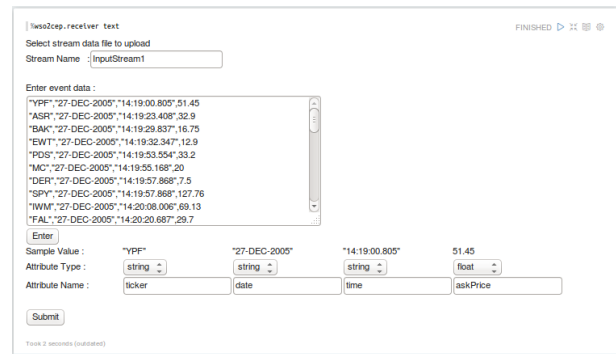 %wso2cep.receiver text
FINISHED
Select stream data file to upload
Stream Name : InputStream1
Enter event data :
"YPF","27-DEC-2005","14:19:00.805",51.45
"ASR","27-DEC-2005","14:19:23.408",32.9
"BAK","27-DEC-2005","14:19:29.837",16.75
"EWT","27-DEC-2005","14:19:32.347",12.9
"PDS","27-DEC-2005","14:19:53.554",33.2
"MC","27-DEC-2005","14:19:55.168",20
"DER","27-DEC-2005","14:19:57.868",7.5
"SPY","27-DEC-2005","14:19:57.868",127.76
"IWM","27-DEC-2005","14:20:08.006",69.13
"FAL","27-DEC-2005","14:20:20.687",29.7
Enter
Sample Value : "YPF" "27-DEC-2005" "14:19:00.805" 51.45
Attribute Type : string string string float
Attribute Name : ticker date time askPrice
Submit
Took 2 seconds (outdated)